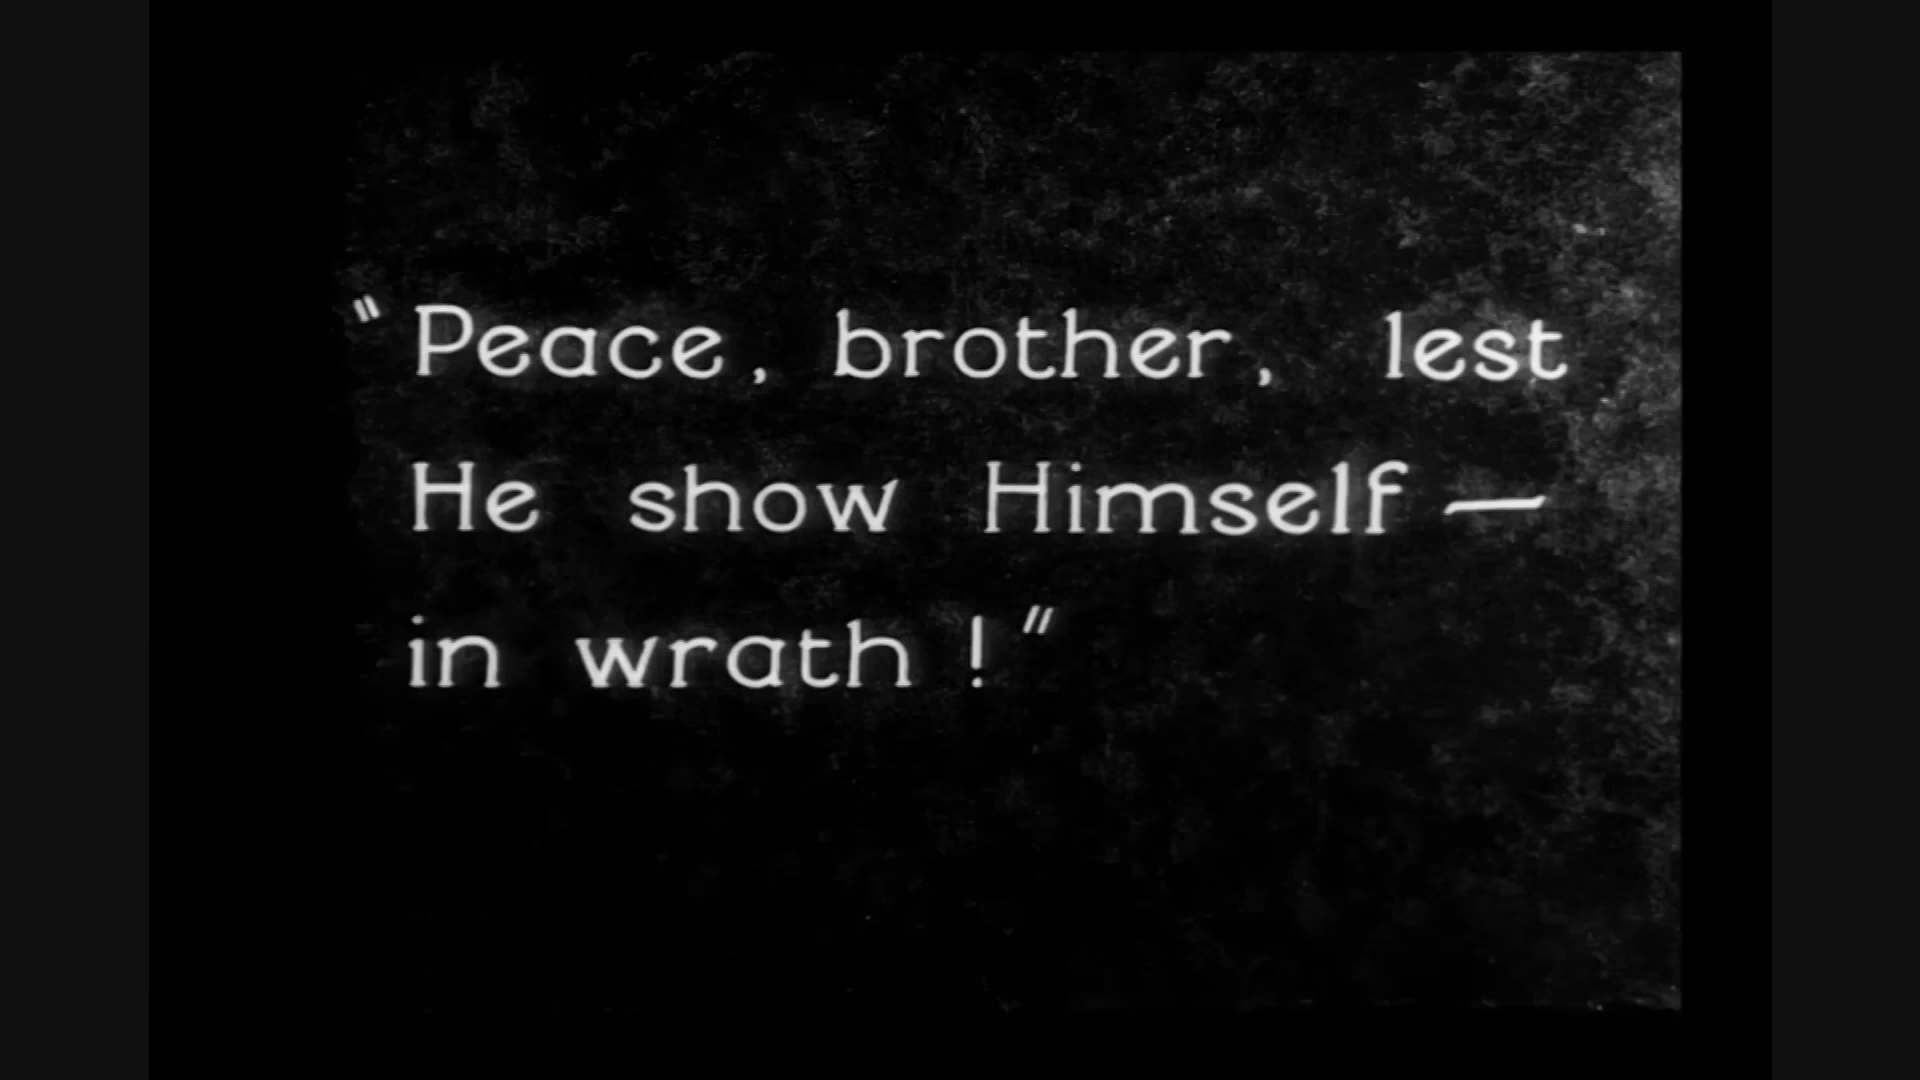 "Peace, brother, lest
He show Himself—
in wrath!"